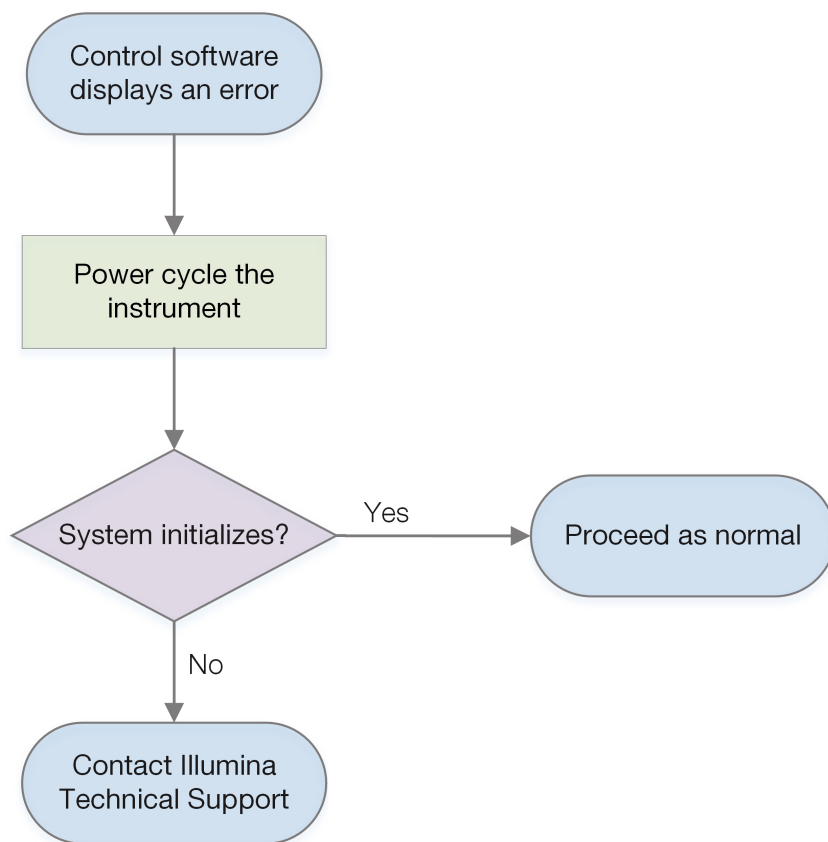 Control software
displays an error
Power cycle the
instrument
System initializes?
Yes
Proceed as normal
No
Contact Illumina
Technical Support